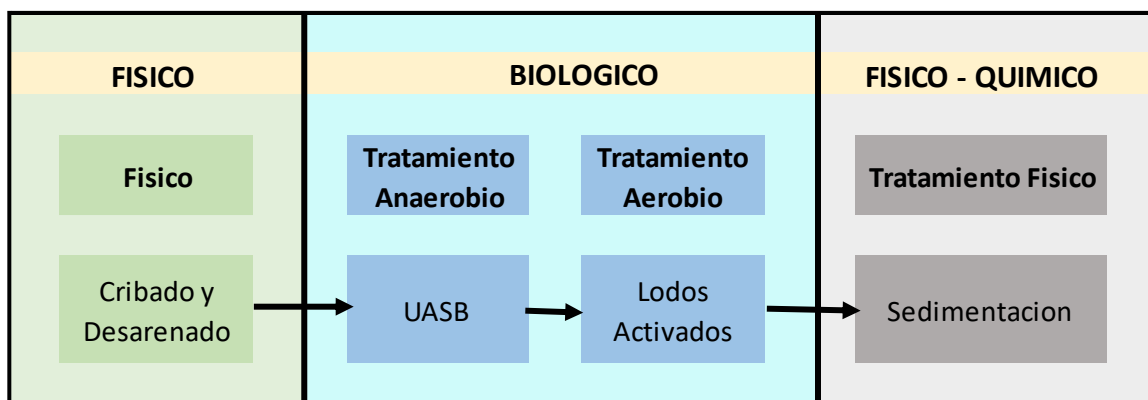 FISICO
BIOLOGICO
FISICO - QUIMICO
Fisico
Tratamiento
Anaerobio
Tratamiento
Aerobio
Tratamiento Fisico
Cribado y
Desarenado
UASB
Lodos
Activados
Sedimentacion